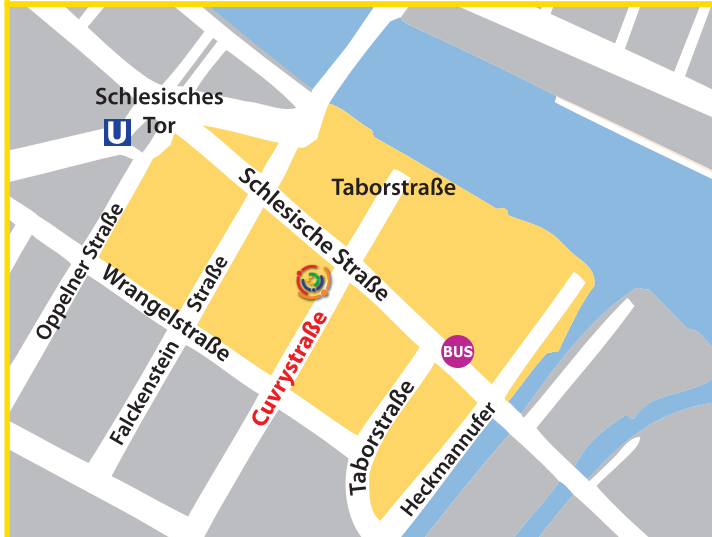 Schlesisches
Tor
U
Taborstraße
Schlesische Straße
Oppelner Straße
Wrangelstraße
Falckenstein Straße
Cuvrystraße
BUS
Taborstraße
Heckmannufer